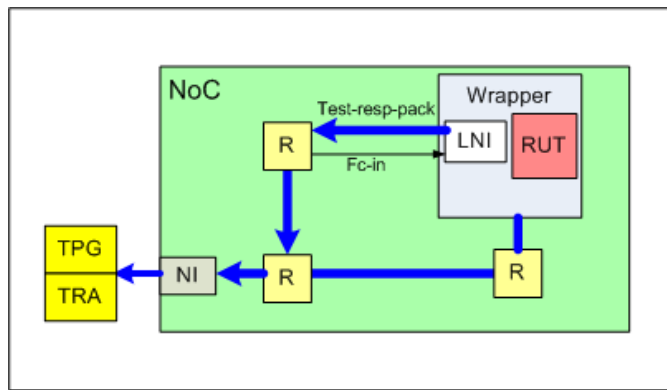 NoC
Wrapper
Test-resp-pack
LNI
RUT
R
Fc-in
TPG
TRA
NI
R
R